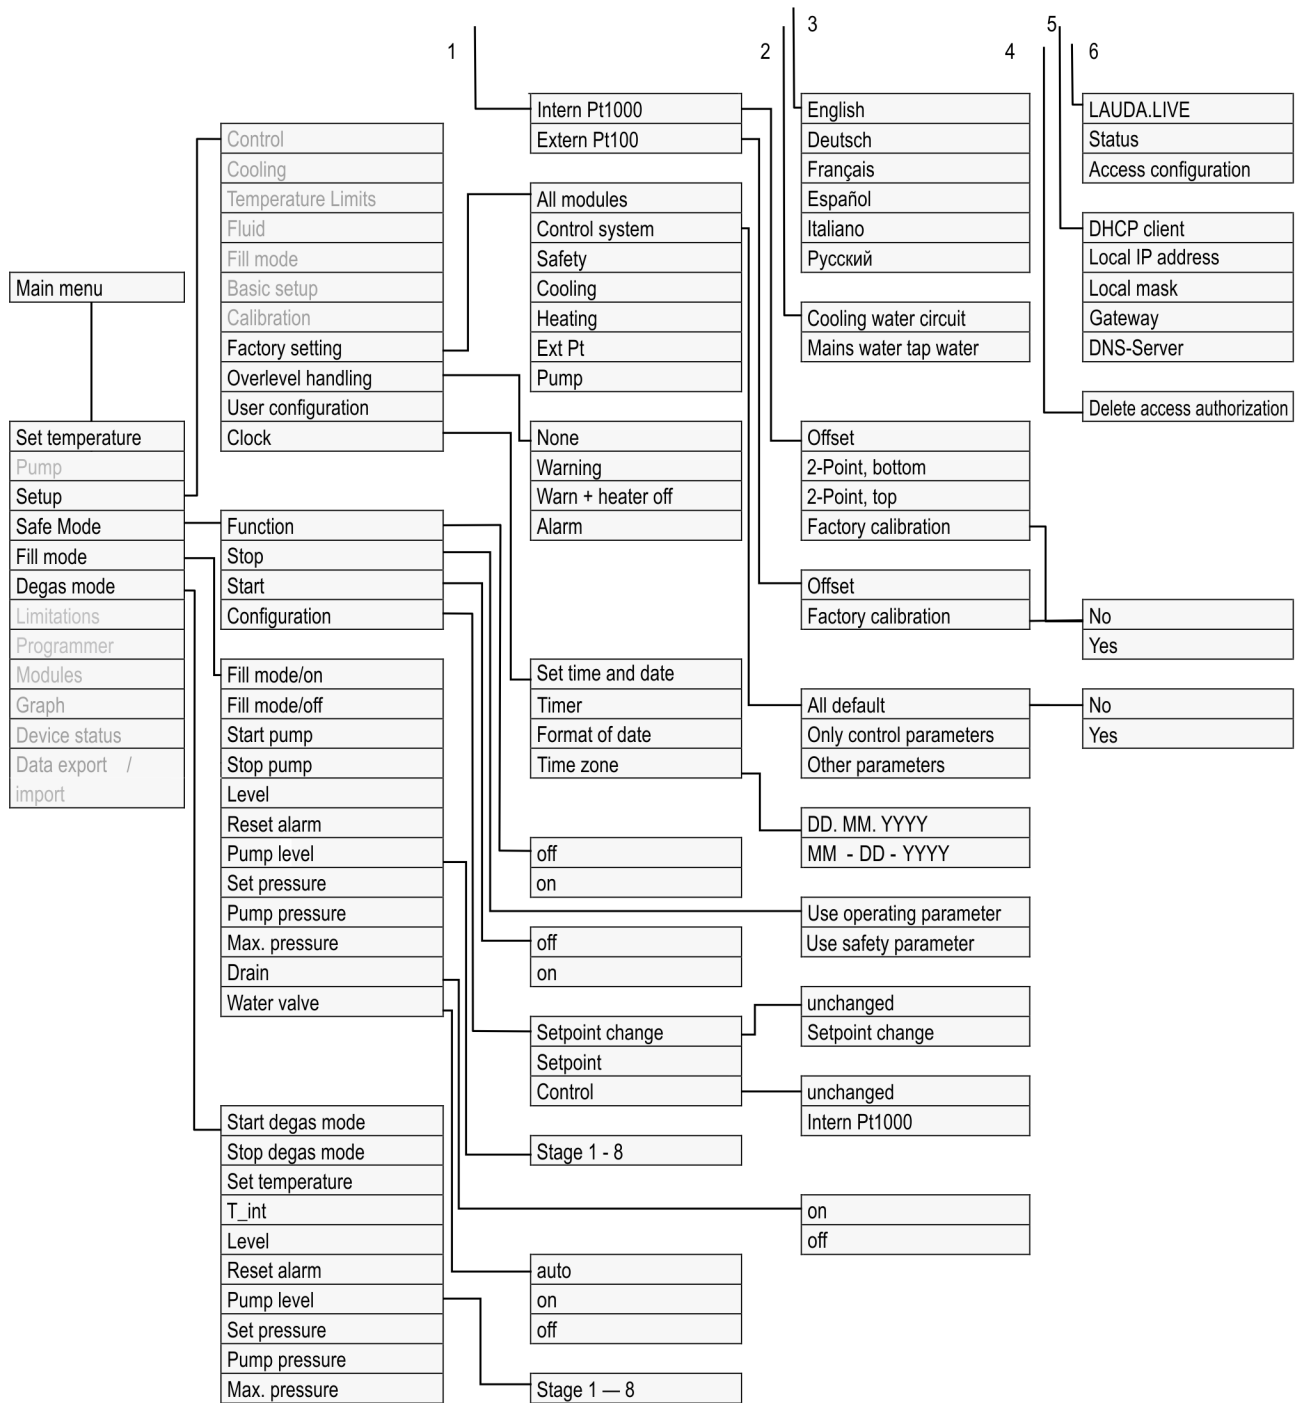 1
2
3
4
5
6
Main menu
Set temperature
Pump
Setup
Safe Mode
Fill mode
Degas mode
Limitations
Programmer
Modules
Graph
Device status
Data export /
import
Control
Cooling
Temperature Limits
Fluid
Fill mode
Basic setup
Calibration
Factory setting
Overlevel handling
User configuration
Clock
Function
Stop
Start
Configuration
Fill mode/on
Fill mode/off
Start pump
Stop pump
Level
Reset alarm
Pump level
Set pressure
Pump pressure
Max. pressure
Drain
Water valve
Start degas mode
Stop degas mode
Set temperature
T_int
Level
Reset alarm
Pump level
Set pressure
Pump pressure
Max. pressure
Intern Pt1000
Extern Pt100
All modules
Control system
Safety
Cooling
Heating
Ext Pt
Pump
None
Warning
Warn + heater off
Alarm
Set time and date
Timer
Format of date
Time zone
off
on
off
on
Setpoint change
Setpoint
Control
Stage 1 - 8
auto
on
off
Stage 1 — 8
English
Deutsch
Français
Español
Italiano
Русский
Cooling water circuit
Mains water tap water
Offset
2-Point, bottom
2-Point, top
Factory calibration
Offset
Factory calibration
All default
Only control parameters
Other parameters
DD. MM. YYYY
MM - DD - YYYY
Use operating parameter
Use safety parameter
unchanged
Setpoint change
unchanged
Intern Pt1000
on
off
LAUDA.LIVE
Status
Access configuration
DHCP client
Local IP address
Local mask
Gateway
DNS-Server
Delete access authorization
No
Yes
No
Yes